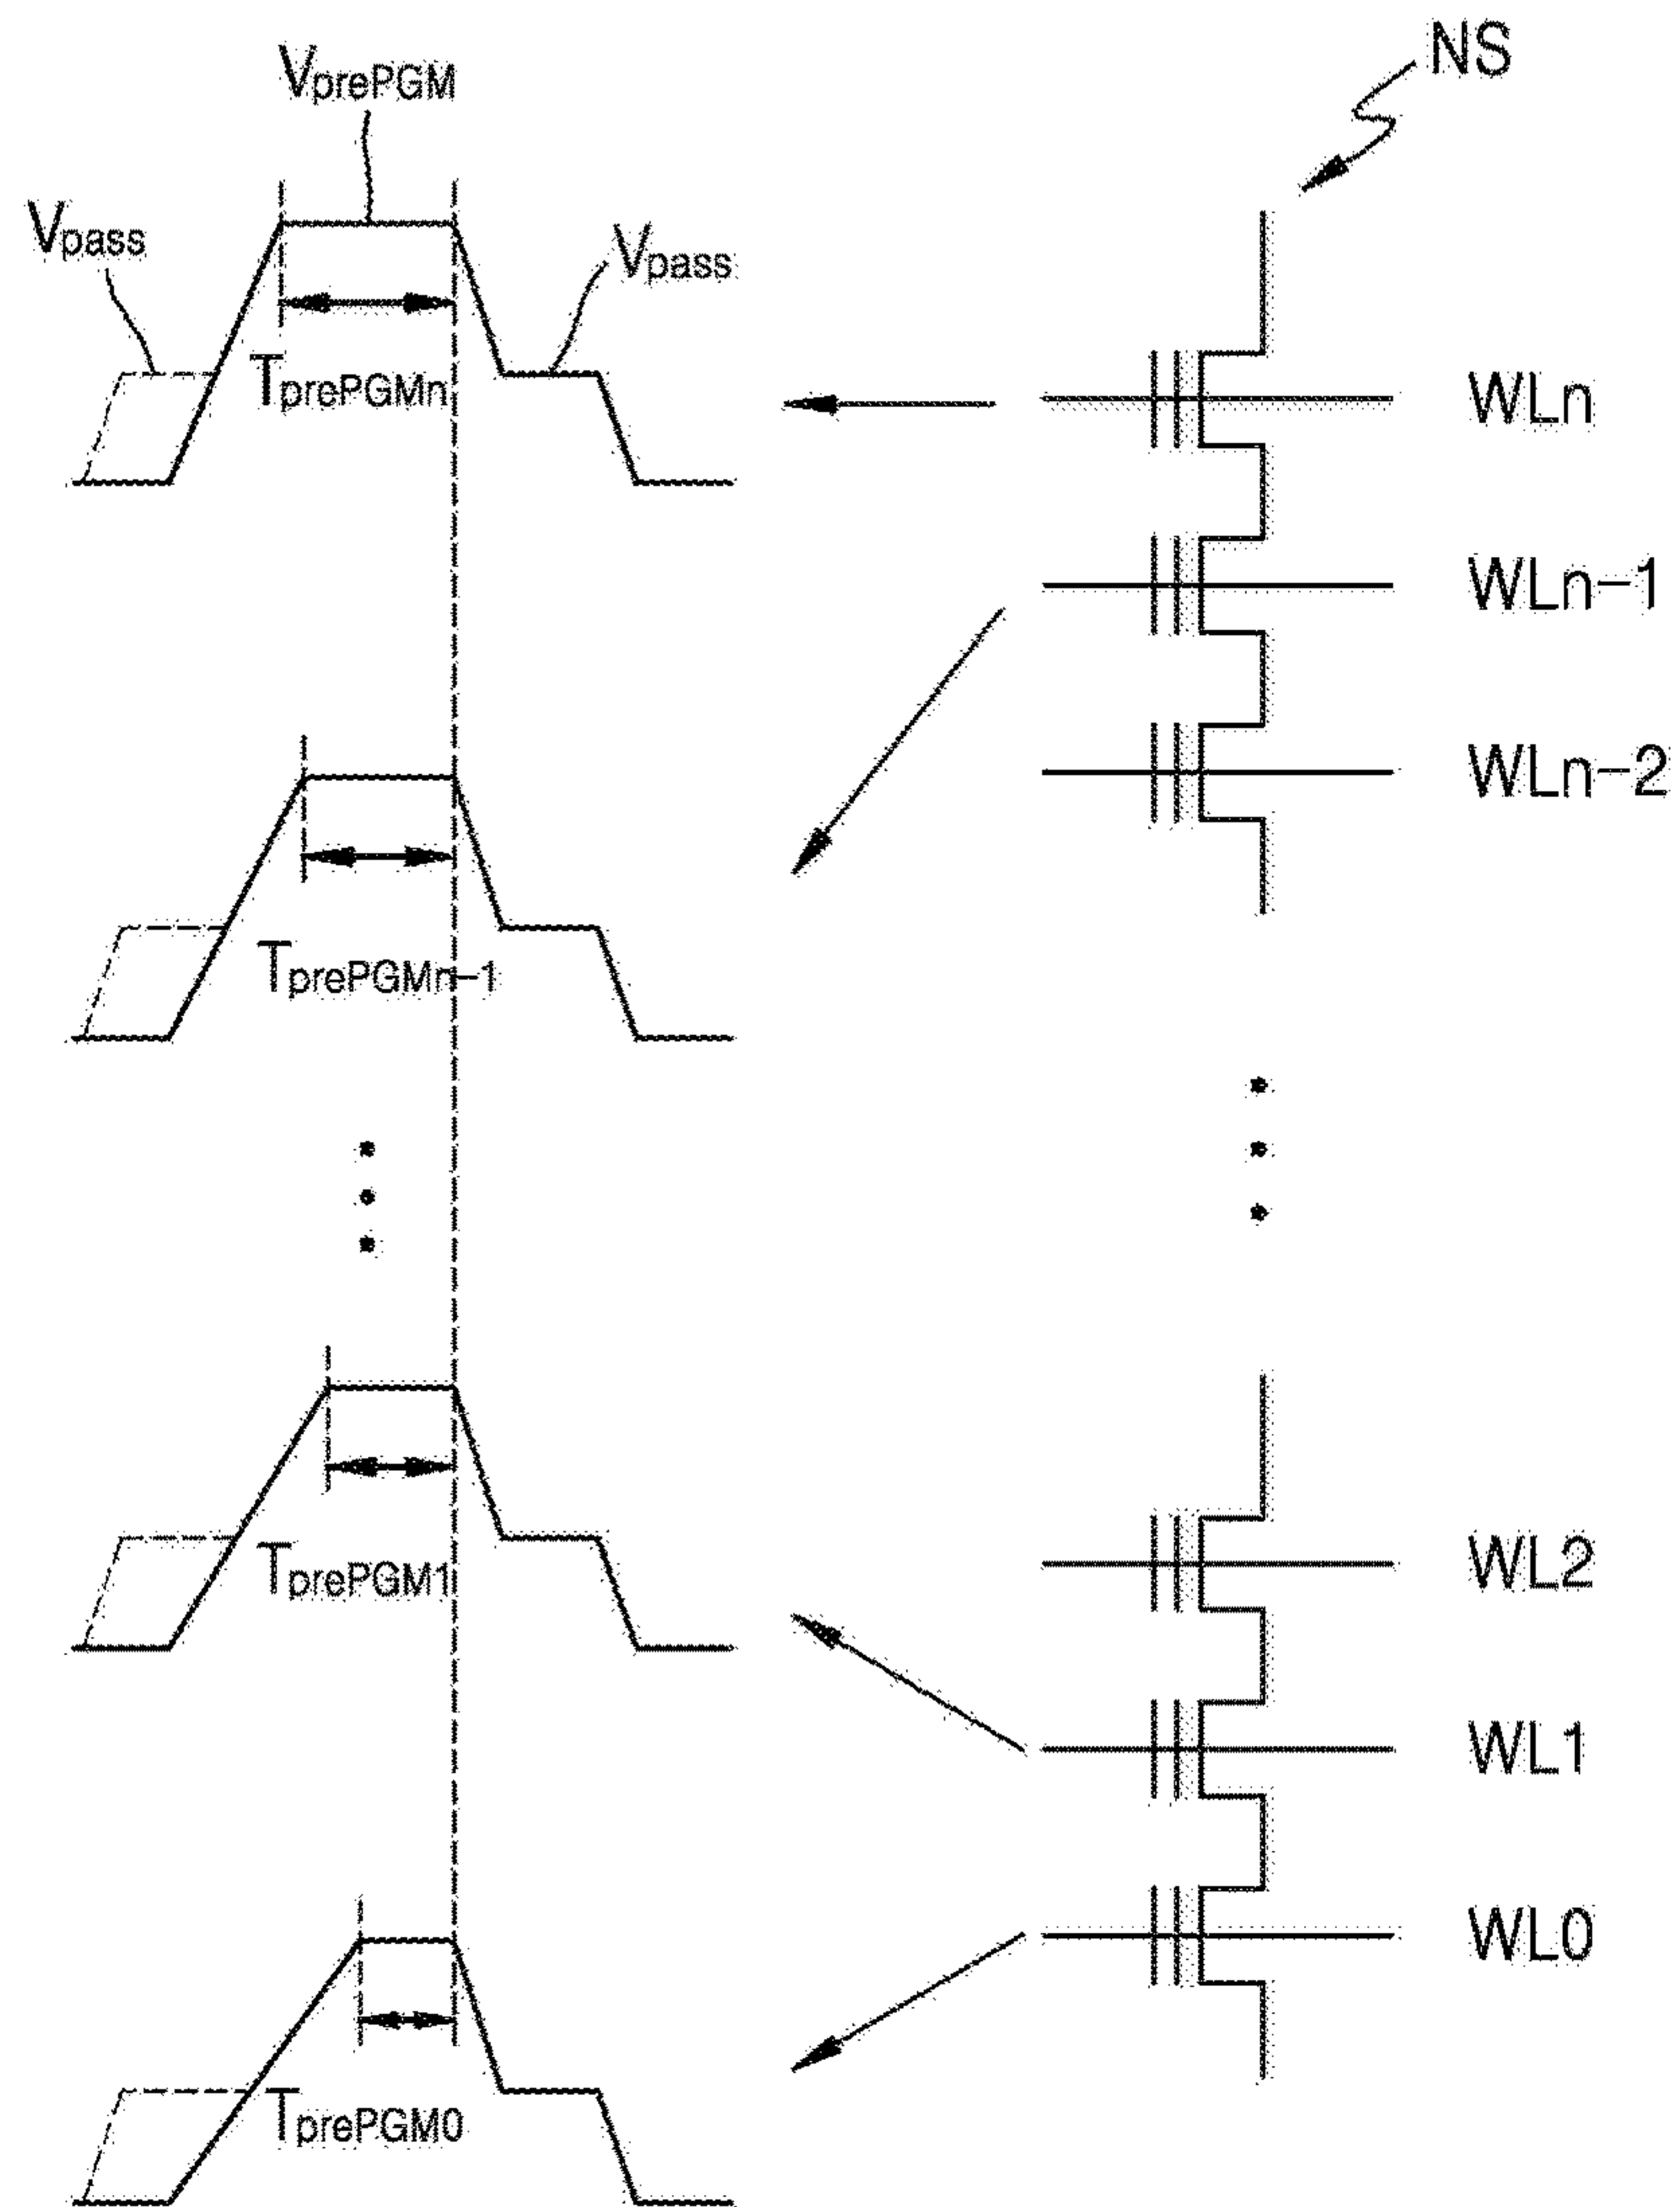 VprePGM
NS
Vpass
Vpass
TprePGMn
WLn
WLn-1
WLn-2
TprePGMn-1
TprePGM1
WL2
WL1
WL0
TprePGM0